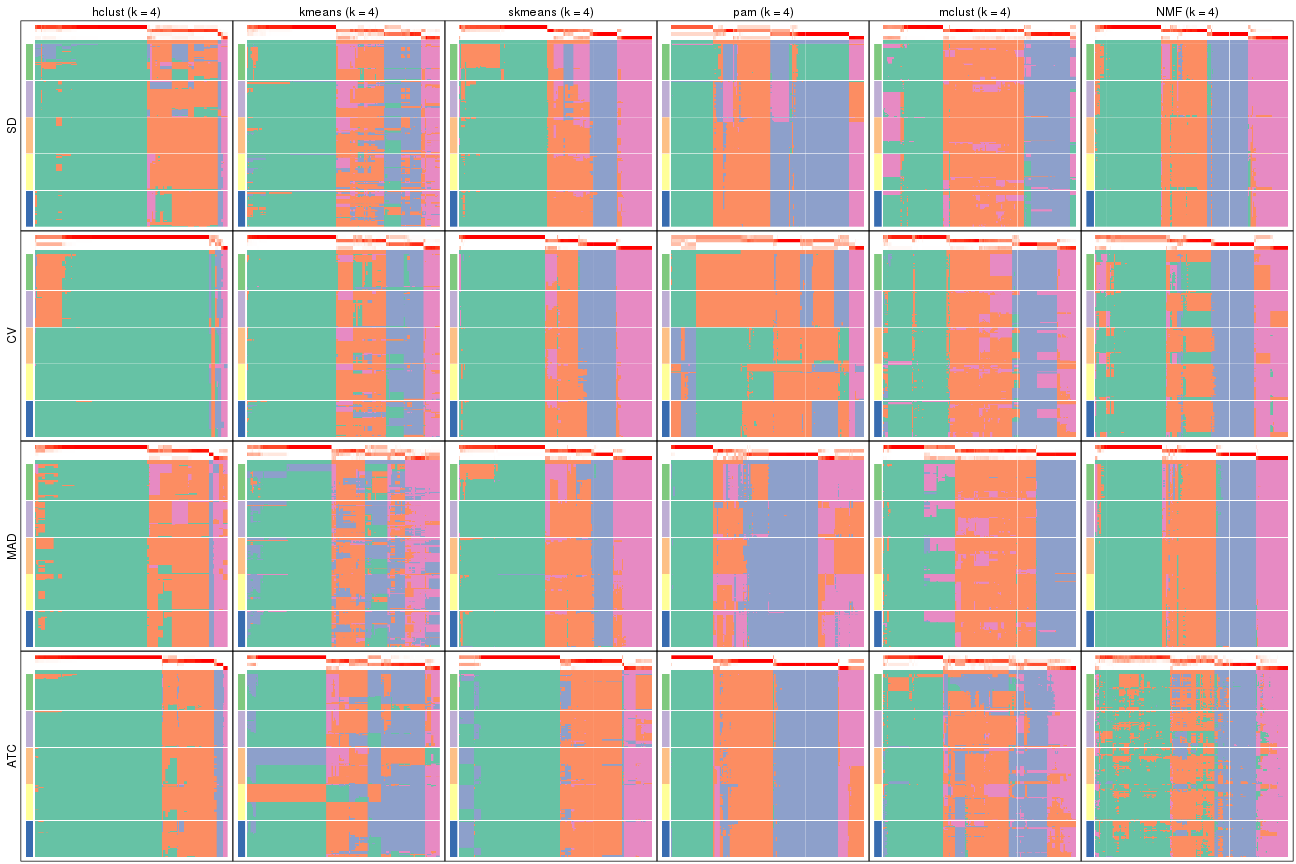 hclust (k = 4)
kmeans (k = 4)
skmeans (k = 4)
pam (k = 4)
mclust (k = 4)
NMF (k = 4)
SD
CV
MAD
ATC